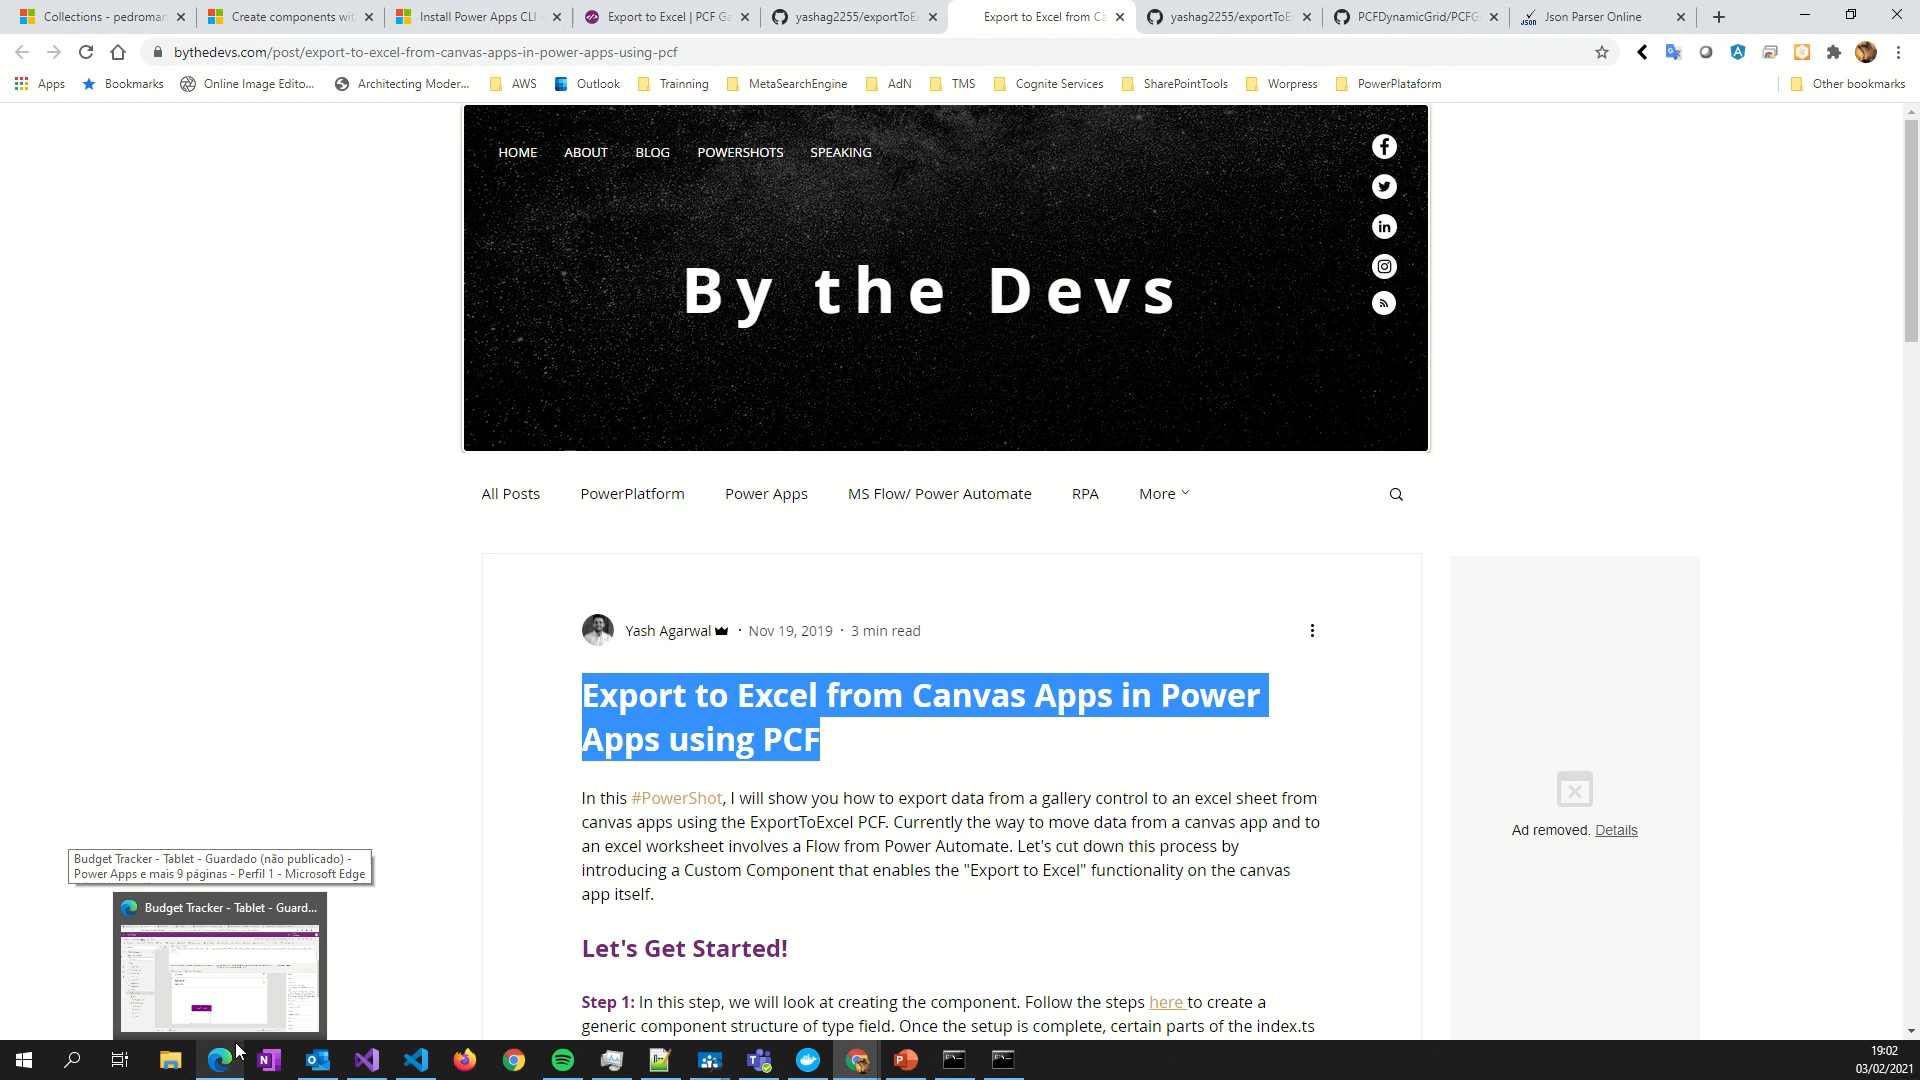 Collections - pedromar
Create components wit
Install Power Apps CLI -
Export to Excel | PCF Ga
yashag2255/exportToE
Export to Excel from Ca
yashag2255/exportToE
PCFDynamicGrid/PCFG
Json Parser Online
bythedevs.com/post/export-to-excel-from-canvas-apps-in-power-apps-using-pcf
Apps
Bookmarks
Online Image Edito...
Architecting Moder...
AWS
Outlook
Trainning
MetaSearchEngine
AdN
TMS
Cognite Services
SharePointTools
Worpress
PowerPlataform
Other bookmarks
HOME
ABOUT
BLOG
POWERSHOTS
SPEAKING
By the Devs
All Posts
PowerPlatform
Power Apps
MS Flow/ Power Automate
RPA
More
Yash Agarwal · Nov 19, 2019 · 3 min read
Export to Excel from Canvas Apps in Power
Apps using PCF
In this #PowerShot, I will show you how to export data from a gallery control to an excel sheet from
canvas apps using the ExportToExcel PCF. Currently the way to move data from a canvas app and to
an excel worksheet involves a Flow from Power Automate. Let's cut down this process by
introducing a Custom Component that enables the "Export to Excel" functionality on the canvas
app itself.
Let's Get Started!
Step 1: In this step, we will look at creating the component. Follow the steps here to create a
generic component structure of type field. Once the setup is complete, certain parts of the index.ts
Ad removed. Details
Budget Tracker - Tablet - Guardado (não publicado) -
Power Apps e mais 9 páginas - Perfil 1 - Microsoft Edge
Budget Tracker - Tablet - Guard...
19:02
03/02/2021